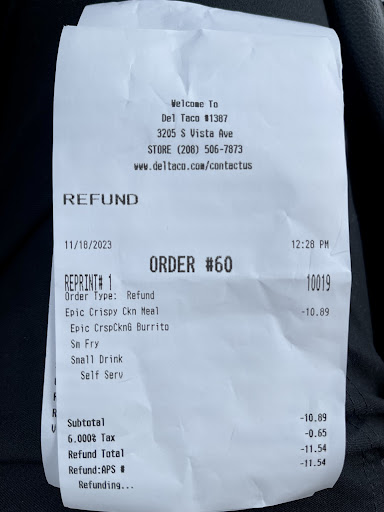 Welcome To
Del Taco #1387
3205 S Vista Ave
STORE (208) 506-7873
www.deltaco.com/contactus
REFUND
11/18/2023 12:28 PM
ORDER #60
REPRINT# 1 10019
Order Type: Refund
Epic Crispy Ckn Meal -10.89
Epic CrspCknG Burrito
Sm Fry
Small Drink
Self Serv
Subtotal -10.89
6.000% Tax -0.65
Refund Total -11.54
Refund:APS # -11.54
Refunding...